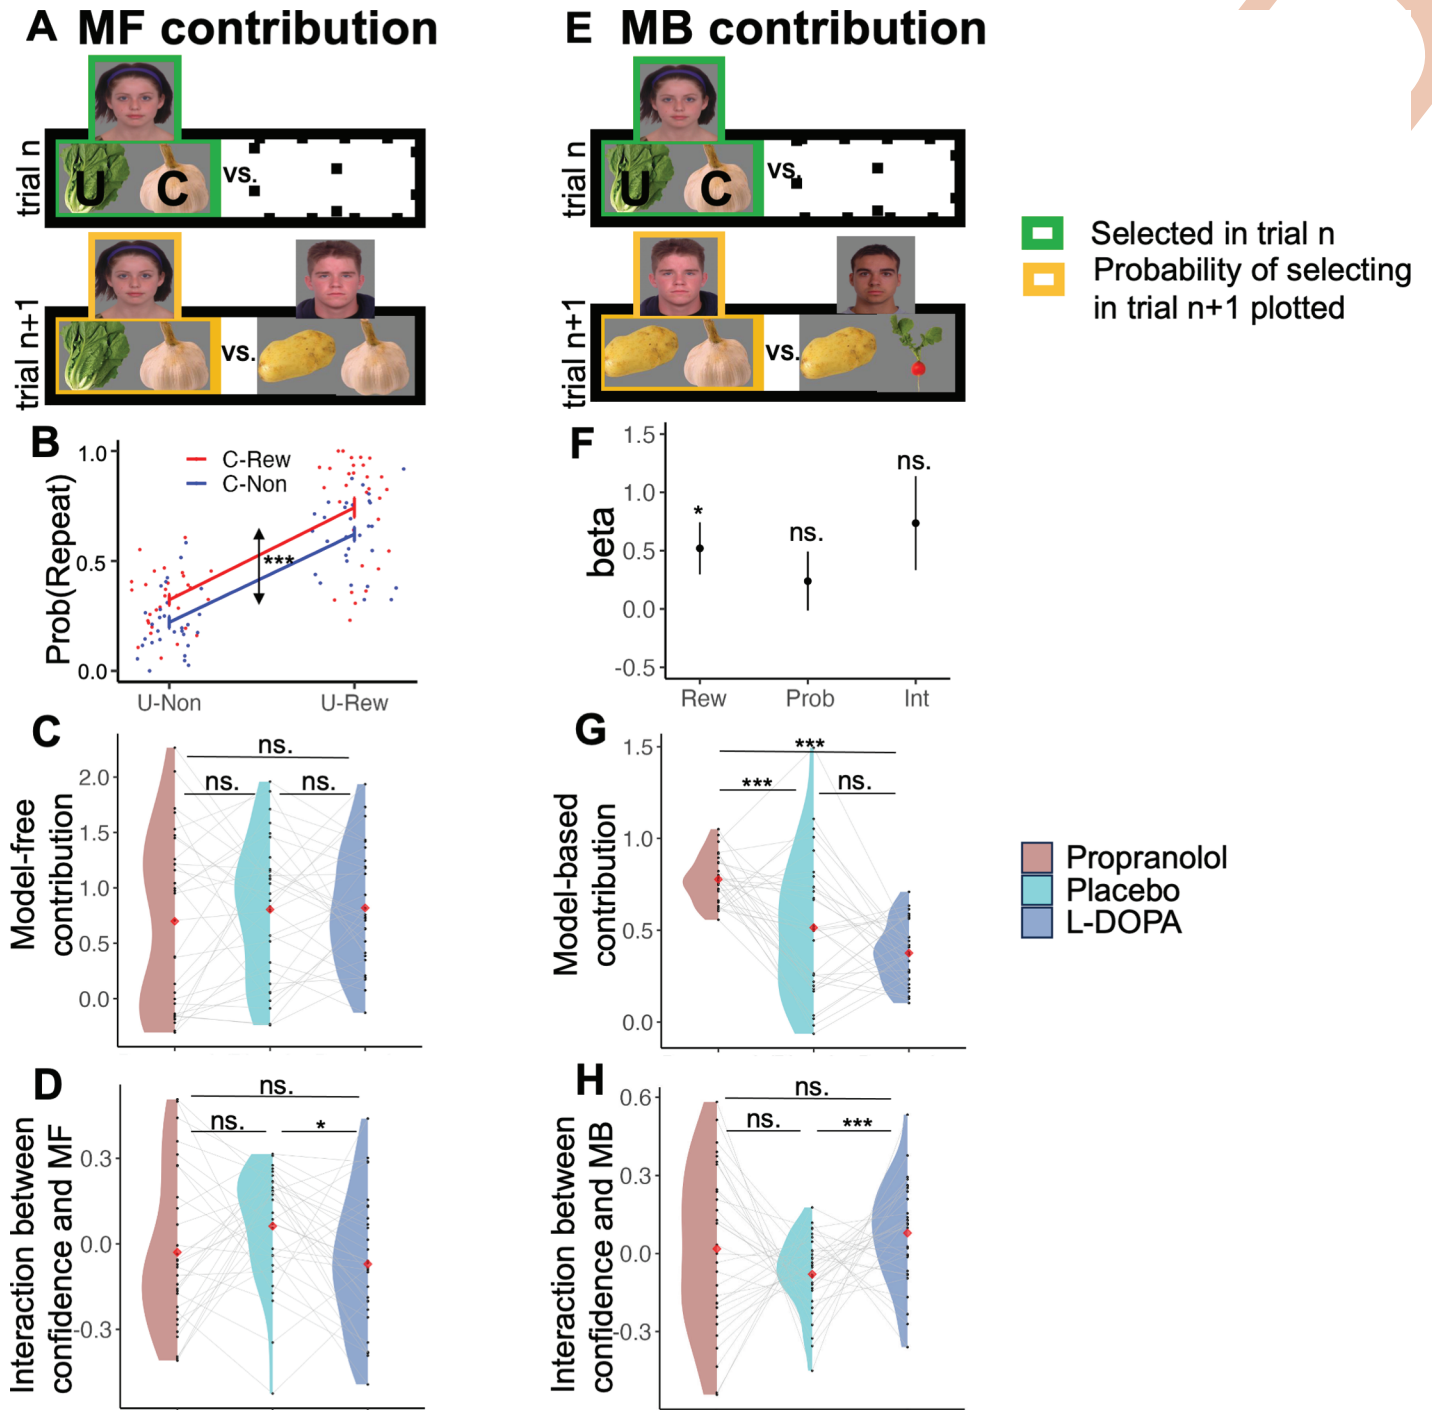 A MF contribution
trial n
U C vs.
trial n+1
vs.
E MB contribution
trial n
U C vs.
trial n+1
vs.
Selected in trial n
Probability of selecting
in trial n+1 plotted
B
Prob(Repeat)
1.0
0.5
0.0
C-Rew
C-Non
***
U-Non U-Rew
F
beta
1.5
1.0
0.5
0.0
-0.5
*
ns.
ns.
Rew Prob Int
C
Model-free
contribution
2.0
1.5
1.0
0.5
0.0
ns.
ns. ns.
G
Model-based
contribution
1.5
1.0
0.5
0.0
***
*** ns.
Propranolol
Placebo
L-DOPA
D
Interaction between
confidence and MF
0.3
0.0
-0.3
ns.
ns. *
H
Interaction between
confidence and MB
0.6
0.3
0.0
-0.3
ns.
ns. ***